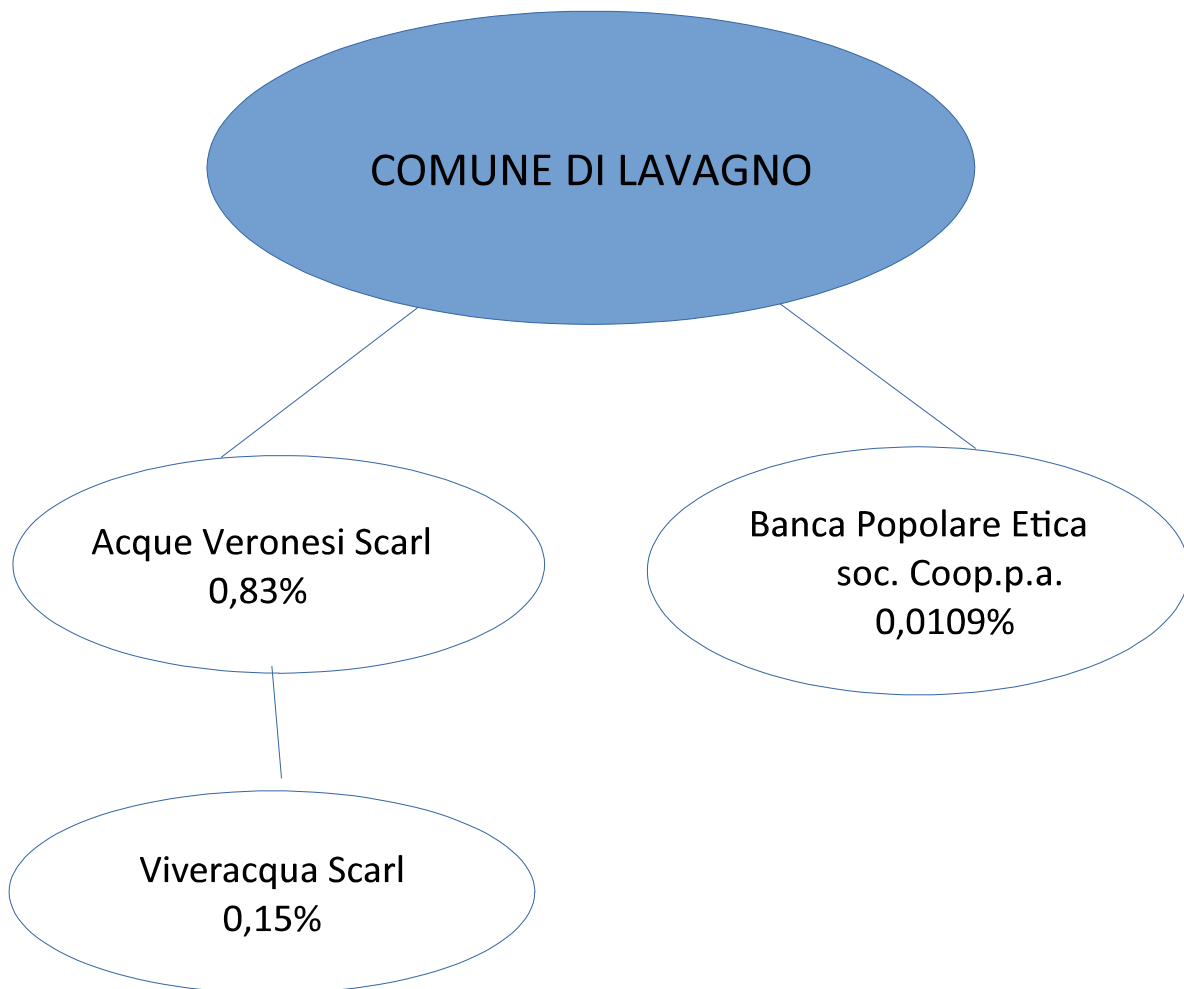 COMUNE DI LAVAGNO
Acque Veronesi Scarl
0,83%
Banca Popolare Etica
soc. Coop.p.a.
0,0109%
Viveracqua Scarl
0,15%